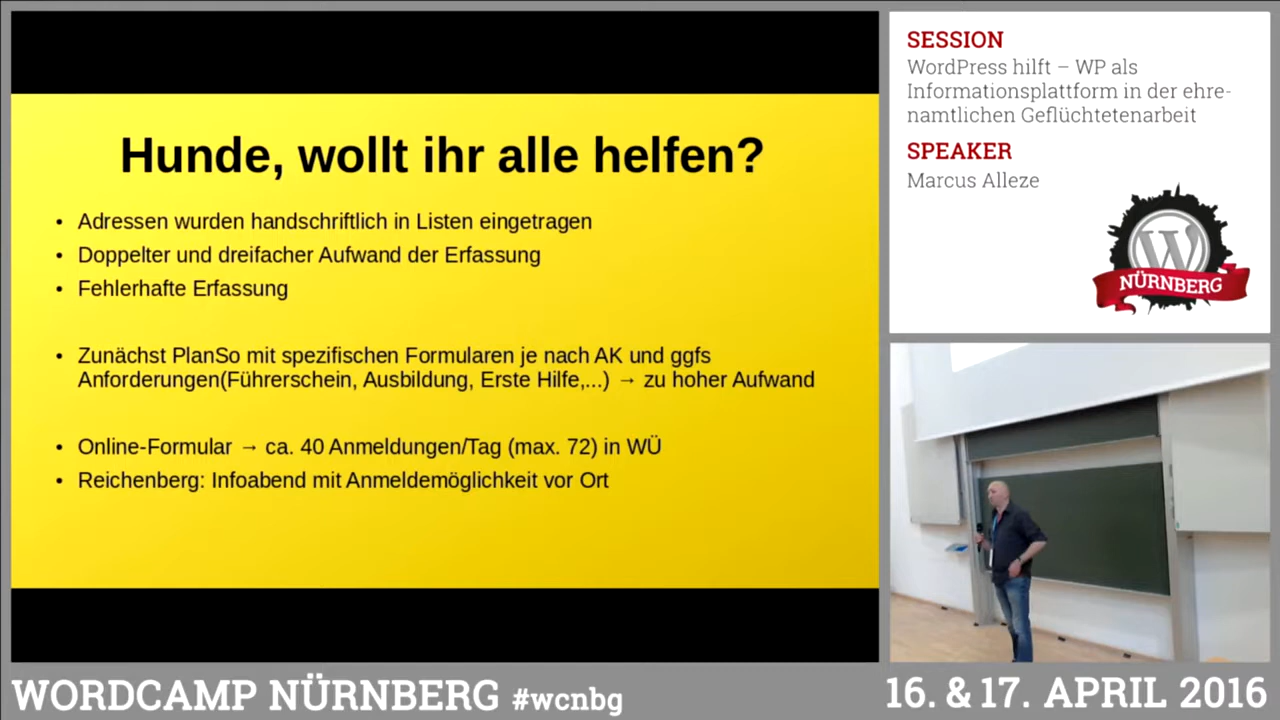 Hunde, wollt ihr alle helfen?
• Adressen wurden handschriftlich in Listen eingetragen
• Doppelter und dreifacher Aufwand der Erfassung
• Fehlerhafte Erfassung
• Zunächst PlanSo mit spezifischen Formularen je nach AK und ggfs
Anforderungen(Führerschein, Ausbildung, Erste Hilfe,...) → zu hoher Aufwand
• Online-Formular → ca. 40 Anmeldungen/Tag (max. 72) in WÜ
• Reichenberg: Infoabend mit Anmeldemöglichkeit vor Ort
SESSION
WordPress hilft – WP als
Informationsplattform in der ehre-
namtlichen Geflüchtetenarbeit
SPEAKER
Marcus Alleze
W
NÜRNBERG
WORDCAMP NÜRNBERG #wcnbg
16. & 17. APRIL 2016